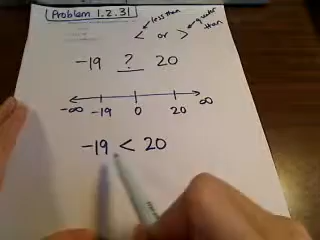 Problem 1.2.31
< or >
less than
greater than
-19 ? 20
-∞ -19 0 20 ∞
-19 < 20